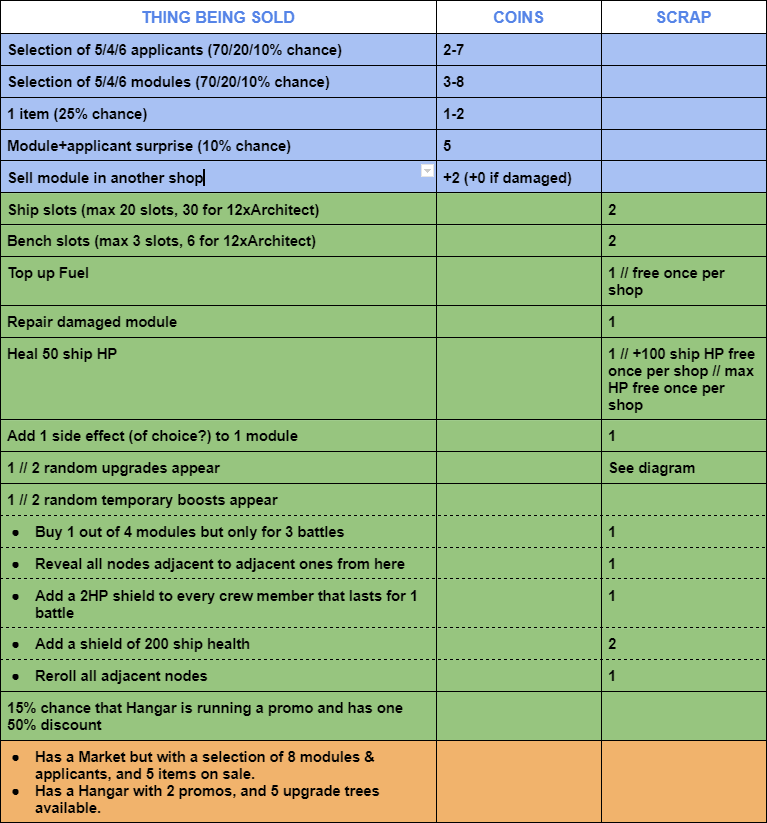 THING BEING SOLD COINS SCRAP
Selection of 5/4/6 applicants (70/20/10% chance) 2-7
Selection of 5/4/6 modules (70/20/10% chance) 3-8
1 item (25% chance) 1-2
Module+applicant surprise (10% chance) 5
Sell module in another shop +2 (+0 if damaged)
Ship slots (max 20 slots, 30 for 12xArchitect) 2
Bench slots (max 3 slots, 6 for 12xArchitect) 2
Top up Fuel 1 // free once per
shop
Repair damaged module 1
Heal 50 ship HP 1 // +100 ship HP free
once per shop // max
HP free once per
shop
Add 1 side effect (of choice?) to 1 module 1
1 // 2 random upgrades appear See diagram
1 // 2 random temporary boosts appear
● Buy 1 out of 4 modules but only for 3 battles 1
● Reveal all nodes adjacent to adjacent ones from here 1
● Add a 2HP shield to every crew member that lasts for 1 1
battle
● Add a shield of 200 ship health 2
● Reroll all adjacent nodes 1
15% chance that Hangar is running a promo and has one
50% discount
● Has a Market but with a selection of 8 modules &
applicants, and 5 items on sale.
● Has a Hangar with 2 promos, and 5 upgrade trees
available.